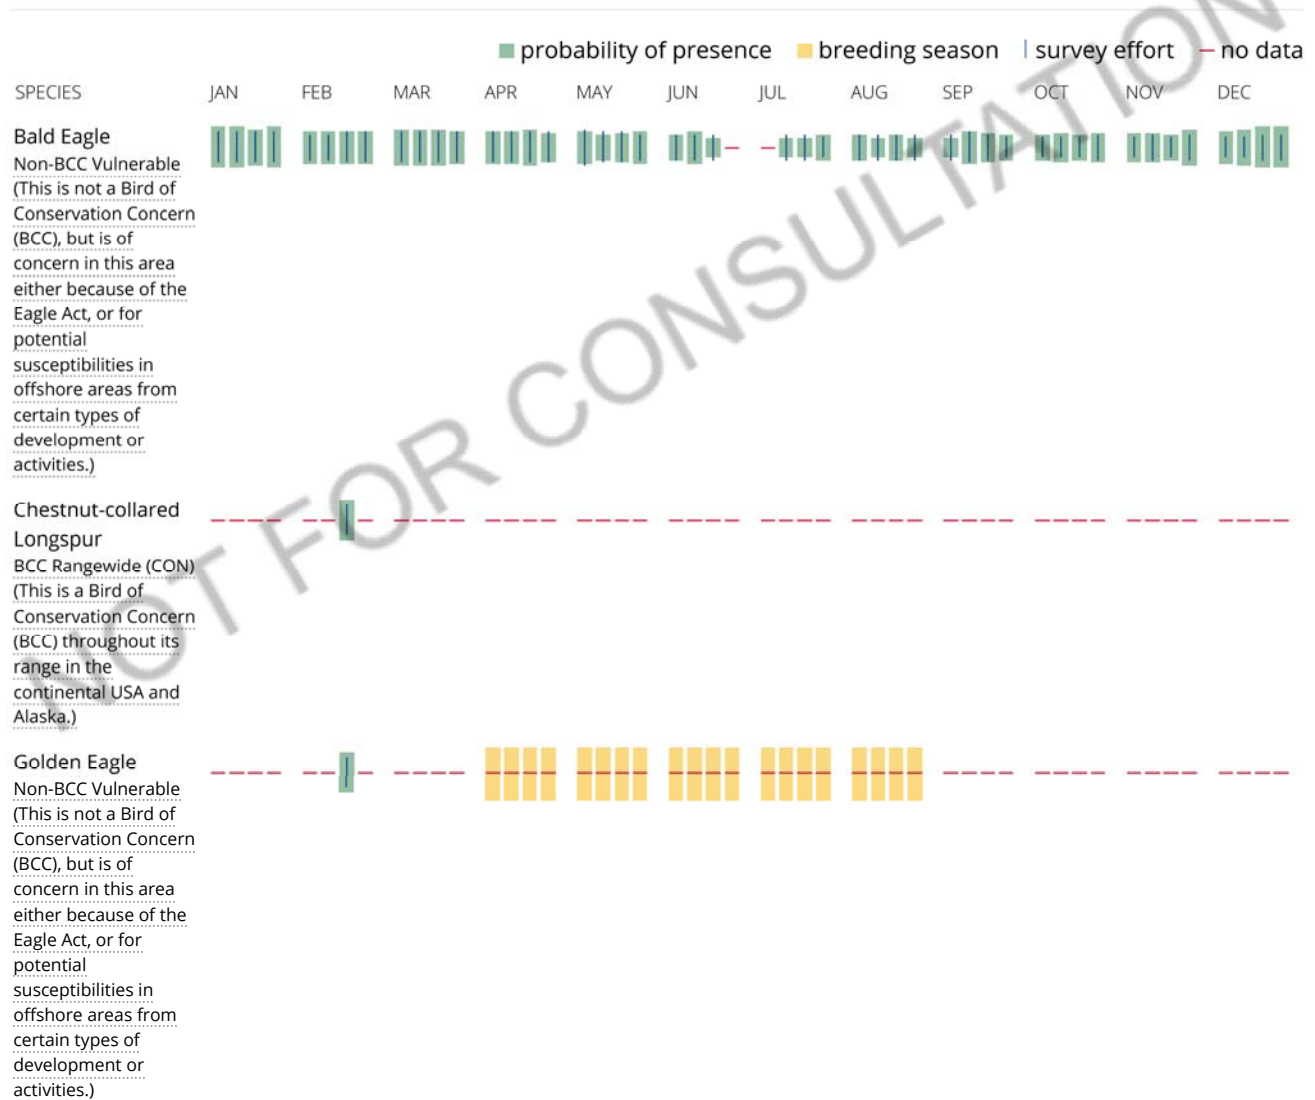 probability of presence breeding season survey effort no data
SPECIES JAN FEB MAR APR MAY JUN JUL AUG SEP OCT NOV DEC
Bald Eagle
Non-BCC Vulnerable
(This is not a Bird of
Conservation Concern
(BCC), but is of
concern in this area
either because of the
Eagle Act, or for
potential
susceptibilities in
offshore areas from
certain types of
development or
activities.)
Chestnut-collared
Longspur
BCC Rangewide (CON)
(This is a Bird of
Conservation Concern
(BCC) throughout its
range in the
continental USA and
Alaska.)
Golden Eagle
Non-BCC Vulnerable
(This is not a Bird of
Conservation Concern
(BCC), but is of
concern in this area
either because of the
Eagle Act, or for
potential
susceptibilities in
offshore areas from
certain types of
development or
activities.)
NOT FOR CONSULTATION